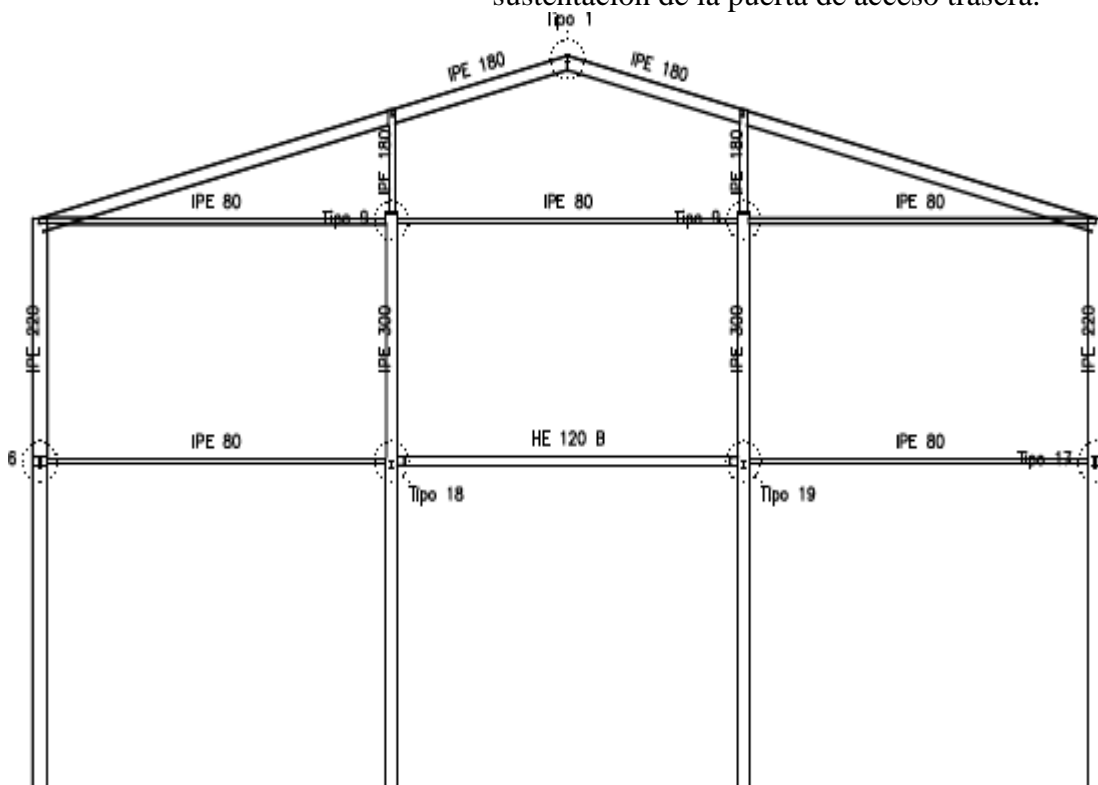 sustentación de la puerta de acceso trasera.
Tipo 1
IPE 180 IPE 180
IPE 180 IPE 180
IPE 80 IPE 80 IPE 80
Tipo 9 Tipo 9
IPE 220 IPE 300 IPE 300 IPE 220
IPE 80 HE 120 B IPE 80
6 Tipo 17
Tipo 18 Tipo 19